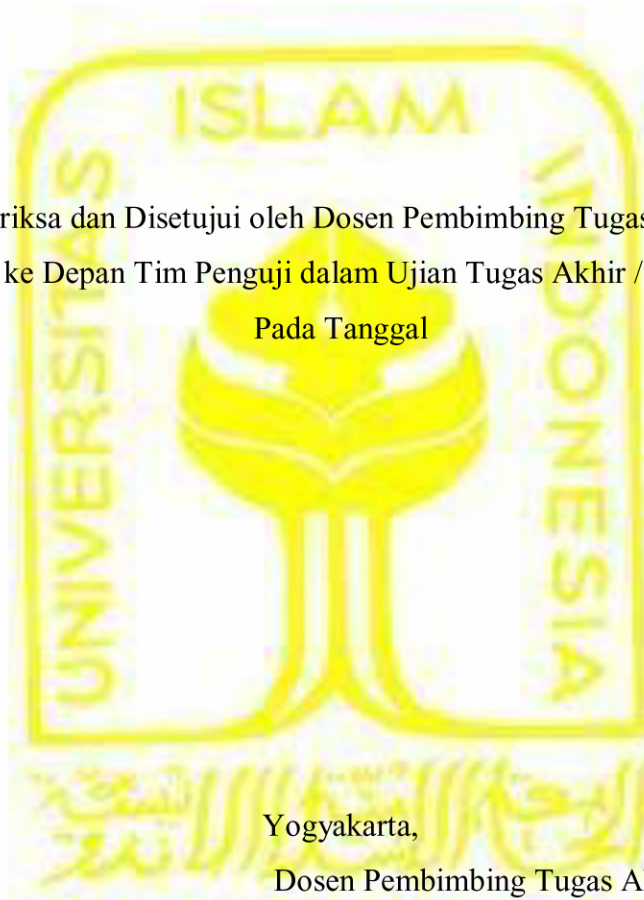 ISLAM
UNIVERSITAS
INDONESIA
riksa dan Disetujui oleh Dosen Pembimbing Tugas
ke Depan Tim Penguji dalam Ujian Tugas Akhir /
Pada Tanggal
Yogyakarta,
Dosen Pembimbing Tugas A